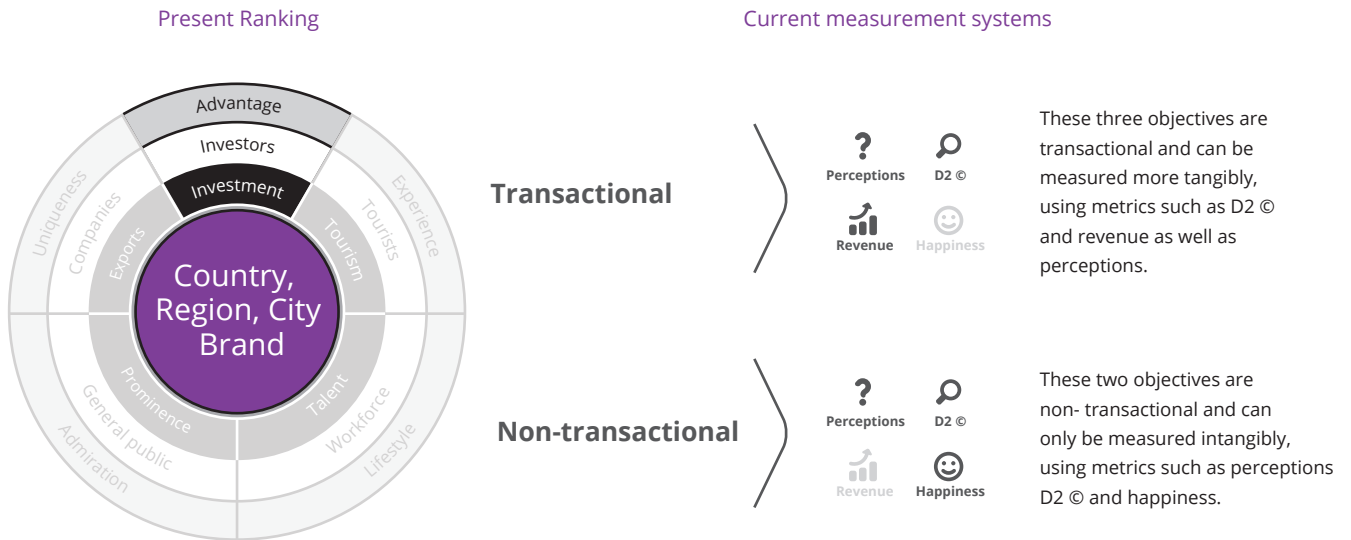 Present Ranking
Current measurement systems
Advantage
Investors
Investment
Uniqueness
Companies
Exports
Experience
Tourists
Tourism
Country,
Region, City
Brand
Prominence
General public
Admiration
Talent
Workforce
Lifestyle
Transactional
Perceptions
D2 ©
Revenue
Happiness
These three objectives are
transactional and can be
measured more tangibly,
using metrics such as D2 ©
and revenue as well as
perceptions.
Non-transactional
Perceptions
D2 ©
Revenue
Happiness
These two objectives are
non- transactional and can
only be measured intangibly,
using metrics such as perceptions
D2 © and happiness.